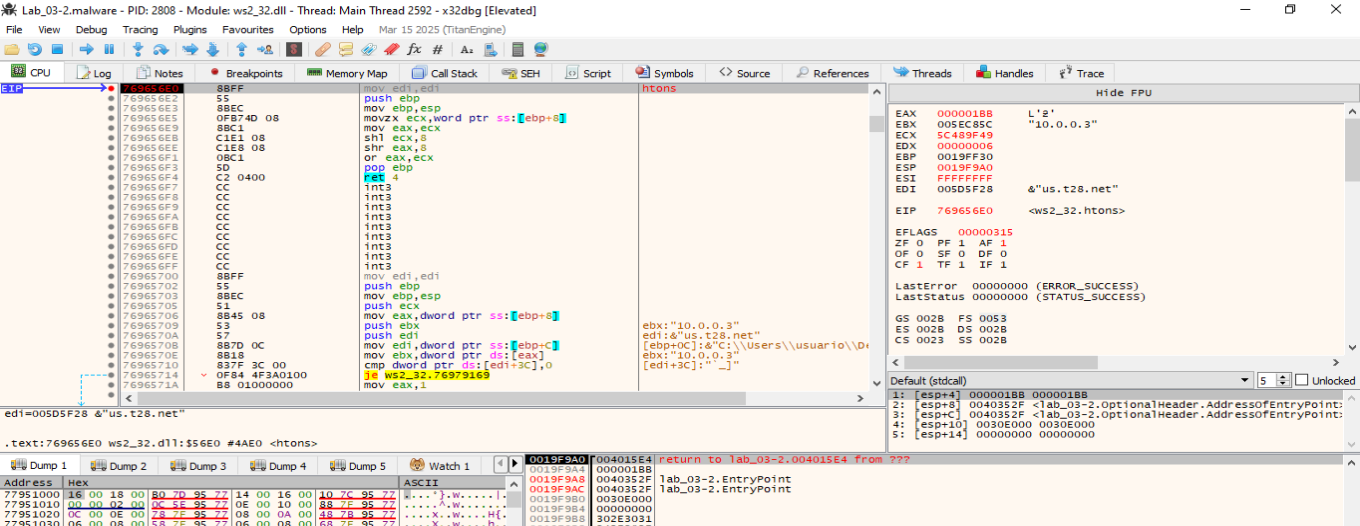 Lab_03-2.malware - PID: 2808 - Module: ws2_32.dll - Thread: Main Thread 2592 - x32dbg [Elevated]
File View Debug Tracing Plugins Favourites Options Help Mar 15 2025 (TitanEngine)
CPU Log Notes Breakpoints Memory Map Call Stack SEH Script Symbols Source References Threads Handles Trace
EIP 769656E0 8BFF mov edi,edi htons
769656E2 55 push ebp
769656E3 8BEC mov ebp,esp
769656E5 0FB74D 08 movzx ecx,word ptr ss:[ebp+8]
769656E9 8BC1 mov eax,ecx
769656EB C1E1 08 shl ecx,8
769656EE C1E8 08 shr eax,8
769656F1 0BC1 or eax,ecx
769656F3 5D pop ebp
769656F4 C2 0400 ret 4
769656F7 CC int3
769656F8 CC int3
769656F9 CC int3
769656FA CC int3
769656FB CC int3
769656FC CC int3
769656FD CC int3
769656FE CC int3
769656FF CC int3
76965700 8BFF mov edi,edi
76965702 55 push ebp
76965703 8BEC mov ebp,esp
76965705 51 push ecx
76965706 8B45 08 mov eax,dword ptr ss:[ebp+8]
76965709 53 push ebx ebx:"10.0.0.3"
7696570A 57 push edi edi:&"us.t28.net"
7696570B 8B7D 0C mov edi,dword ptr ss:[ebp+C] [ebp+0C]:&"C:\\Users\\usuario\\De
7696570E 8B18 mov ebx,dword ptr ds:[eax] ebx:"10.0.0.3"
76965710 837F 3C 00 cmp dword ptr ds:[edi+3C],0 [edi+3C]:"`_]"
76965714 0F84 4F3A0100 je ws2_32.76979169
7696571A B8 01000000 mov eax,1
Hide FPU
EAX 000001BB L'ƻ'
EBX 005EC85C "10.0.0.3"
ECX 5C489F49
EDX 00000006
EBP 0019FF30
ESP 0019F9A0
ESI FFFFFFFF
EDI 005D5F28 &"us.t28.net"
EIP 769656E0 <ws2_32.htons>
EFLAGS 00000315
ZF 0 PF 1 AF 1
OF 0 SF 0 DF 0
CF 1 TF 1 IF 1
LastError 00000000 (ERROR_SUCCESS)
LastStatus 00000000 (STATUS_SUCCESS)
GS 002B FS 0053
ES 002B DS 002B
CS 0023 SS 002B
Default (stdcall) 5 Unlocked
1: [esp+4] 000001BB 000001BB
2: [esp+8] 0040352F <lab_03-2.OptionalHeader.AddressOfEntryPoint>
3: [esp+C] 0040352F <lab_03-2.OptionalHeader.AddressOfEntryPoint>
4: [esp+10] 0030E000 0030E000
5: [esp+14] 00000000 00000000
edi=005D5F28 &"us.t28.net"
.text:769656E0 ws2_32.dll:$56E0 #4AE0 <htons>
Dump 1 Dump 2 Dump 3 Dump 4 Dump 5 Watch 1
Address Hex ASCII
77951000 16 00 18 00 B0 7D 95 77 14 00 16 00 10 7C 95 77 ....°}.w.....|.
77951010 00 00 02 00 0C 5E 95 77 0E 00 10 00 88 7F 95 77 .....^.w.......
77951020 0C 00 0E 00 78 7F 95 77 08 00 0A 00 48 7B 95 77 ....x..w....H{.
77951030 06 00 08 00 58 7F 95 77 06 00 08 00 68 7F 95 77
0019F9A0 004015E4 return to lab_03-2.004015E4 from ???
0019F9A4 000001BB
0019F9A8 0040352F lab_03-2.EntryPoint
0019F9AC 0040352F lab_03-2.EntryPoint
0019F9B0 0030E000
0019F9B4 00000000
0019F9B8 302E3031